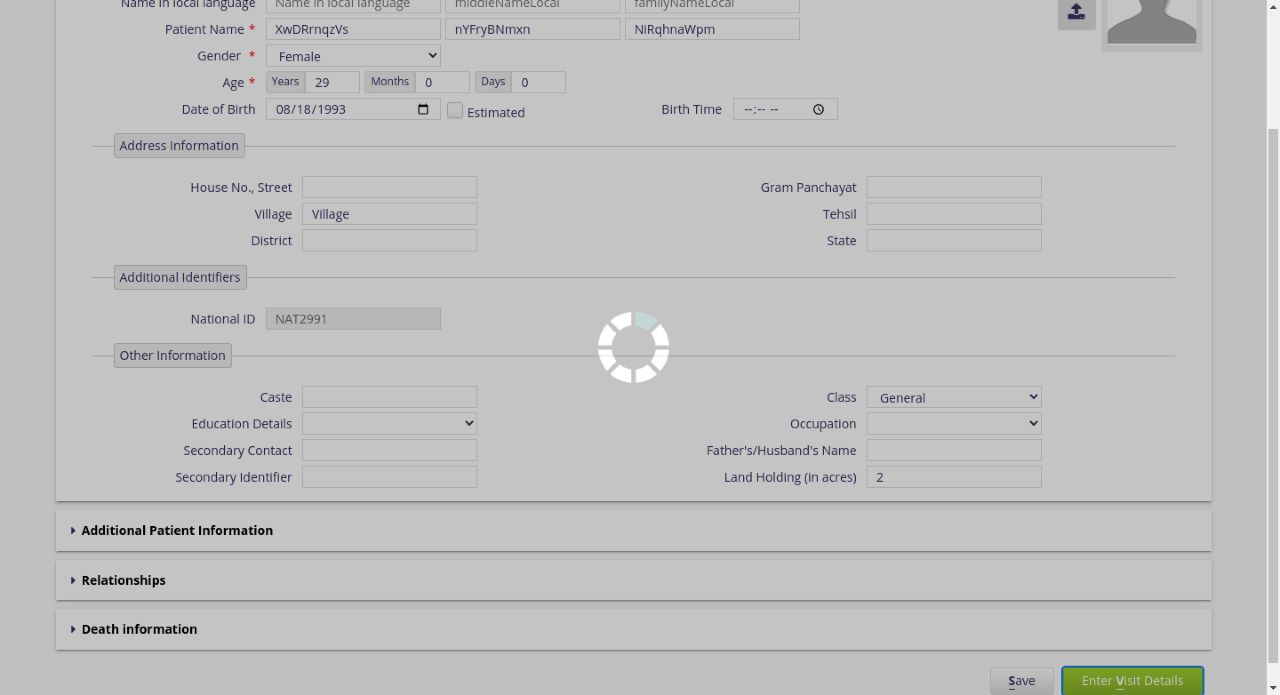 Name in local language Name in local language middleNameLocal familyNameLocal
Patient Name * XwDRrnqzVs nYFryBNmxn NiRqhnaWpm
Gender * Female
Age * Years 29 Months 0 Days 0
Date of Birth 08/18/1993 Estimated Birth Time --:-- --
Address Information
House No., Street Gram Panchayat
Village Village Tehsil
District State
Additional Identifiers
National ID NAT2991
Other Information
Caste Class General
Education Details Occupation
Secondary Contact Father's/Husband's Name
Secondary Identifier Land Holding (in acres) 2
Additional Patient Information
Relationships
Death information
Save Enter Visit Details